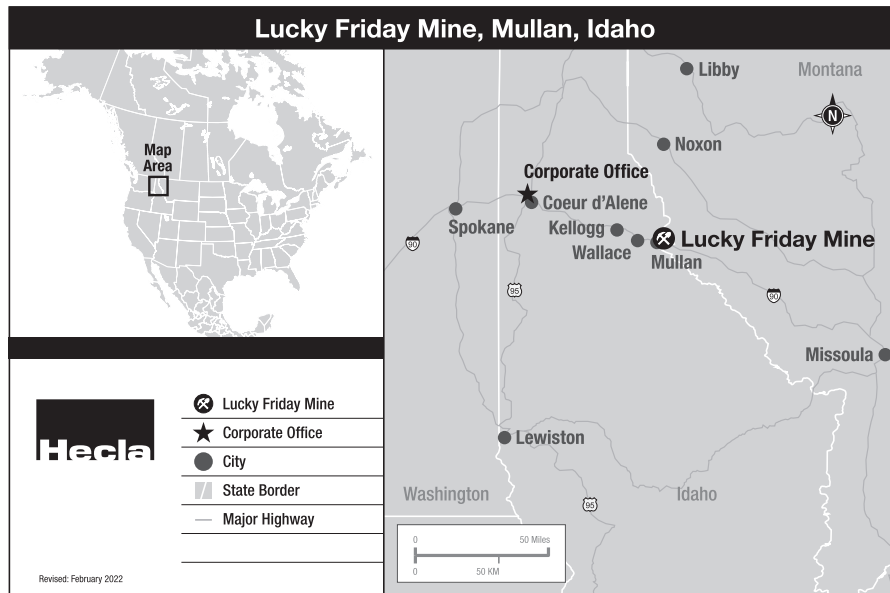 Lucky Friday Mine, Mullan, Idaho
Map
Area
Hecla
Lucky Friday Mine
Corporate Office
City
State Border
Major Highway
Revised: February 2022
Libby
Montana
N
Noxon
Corporate Office
Coeur d’Alene
Spokane
Kellogg
Lucky Friday Mine
Wallace
Mullan
90
95
90
Missoula
Lewiston
Washington
Idaho
95
0
50 Miles
0
50 KM